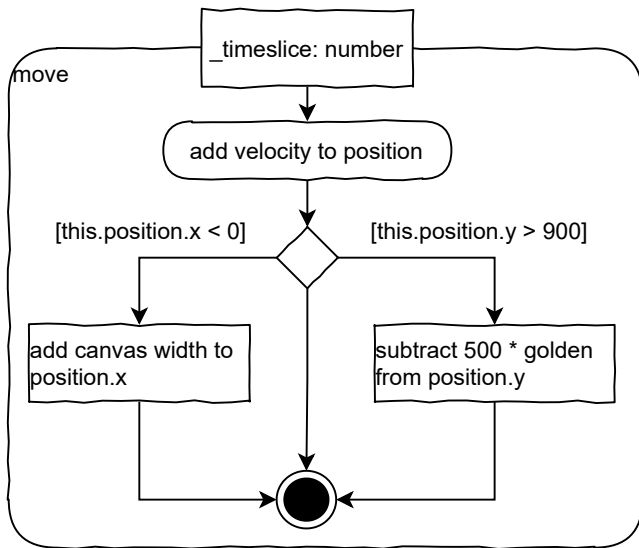 _timeslice: number
move
add velocity to position
[this.position.x < 0]
[this.position.y > 900]
add canvas width to
position.x
subtract 500 * golden
from position.y